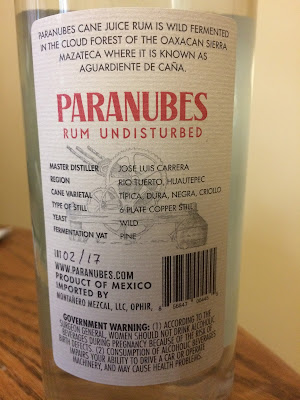 PARANUBES CANE JUICE RUM IS WILD FERMENTED
IN THE CLOUD FOREST OF THE OAXACAN SIERRA
MAZATECA WHERE IT IS KNOWN AS
AGUARDIENTE DE CAÑA.
PARANUBES
RUM UNDISTURBED
MASTER DISTILLER JOSE LUIS CARRERA
REGION RIO TUERTO, HUAUTEPEC
CANE VARIETAL TIPICA, DURA, NEGRA, CRIOLLO
TYPE OF STILL 6 PLATE COPPER STILL
YEAST WILD
FERMENTATION VAT PINE
02/17
WWW.PARANUBES.COM
PRODUCT OF MEXICO
IMPORTED BY
MONTAÑERO MEZCAL, LLC, OPHIR,
GOVERNMENT WARNING: (1) ACCORDING TO THE
SURGEON GENERAL, WOMEN SHOULD NOT DRINK ALCOHOLIC
BEVERAGES DURING PREGNANCY BECAUSE OF THE RISK OF
BIRTH DEFECTS. (2) CONSUMPTION OF ALCOHOLIC BEVERAGES
IMPAIRS YOUR ABILITY TO DRIVE A CAR OR OPERATE
MACHINERY, AND MAY CAUSE HEALTH PROBLEMS.